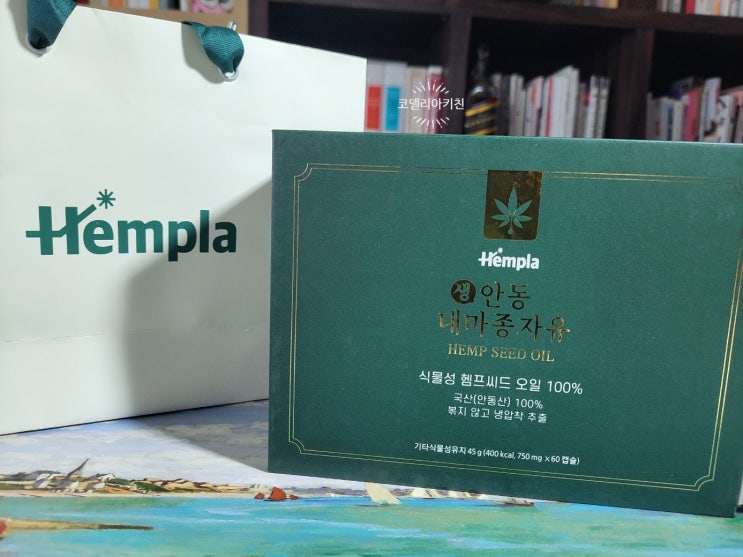 코델리아키친
Hempla
Hempla
생 안동
대마종자유
HEMP SEED OIL
식물성 헴프씨드 오일 100%
국산(안동산) 100%
볶지 않고 냉압착 추출
기타식물성유지 45 g (400 kcal, 750 mg × 60 캡슐)